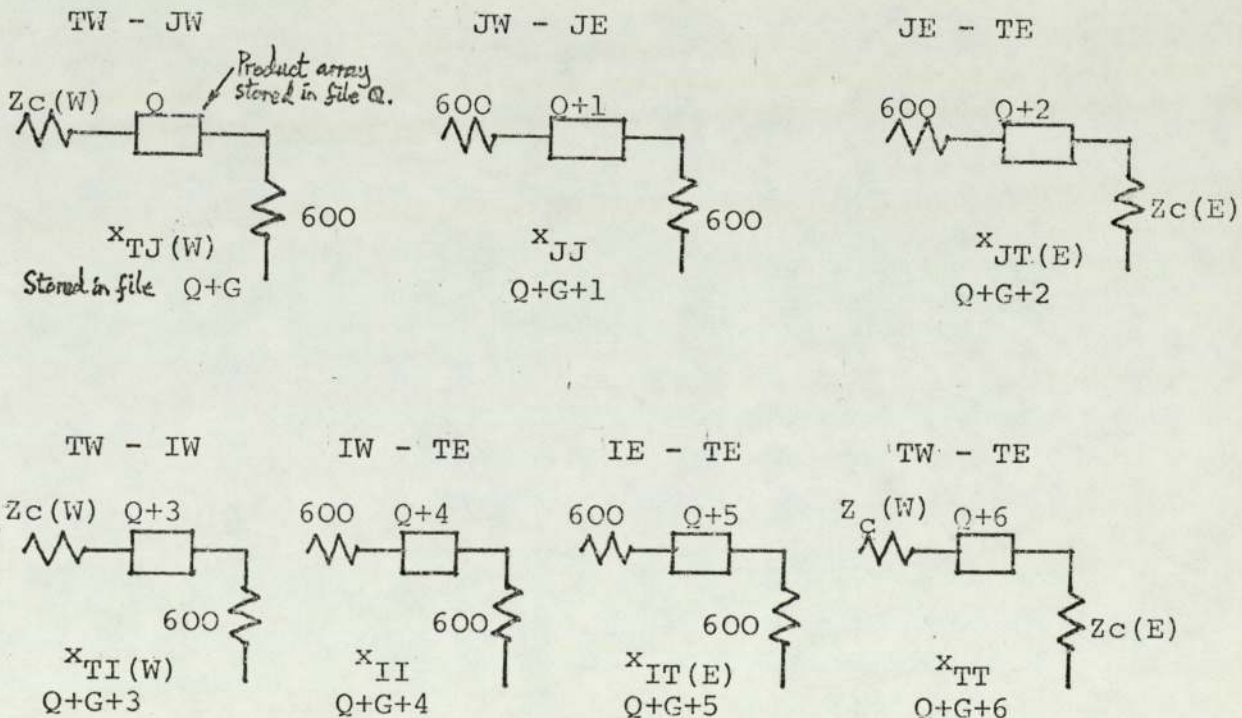 TW - JW
JW - JE
JE - TE
Product array
stored in file Q.
Zc(W) Q
600 Q+1
600 Q+2
600
600
Zc(E)
xTJ(W)
xJJ
xJT(E)
Stored in file Q+G
Q+G+1
Q+G+2
TW - IW
IW - TE
IE - TE
TW - TE
Zc(W) Q+3
600 Q+4
600 Q+5
Zc(W) Q+6
600
600
600
Zc(E)
xTI(W)
xII
xIT(E)
xTT
Q+G+3
Q+G+4
Q+G+5
Q+G+6